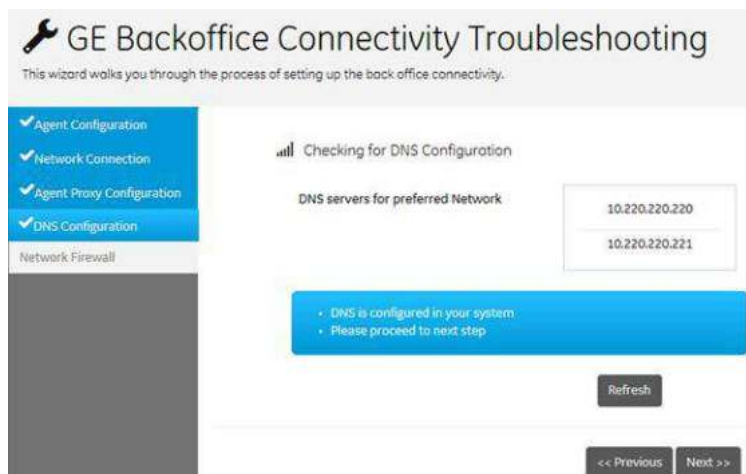 GE Backoffice Connectivity Troubleshooting
This wizard walks you through the process of setting up the back office connectivity.
Agent Configuration
Network Connection
Agent Proxy Configuration
DNS Configuration
Network Firewall
Checking for DNS Configuration
DNS servers for preferred Network
10.220.220.220
10.220.220.221
• DNS is configured in your system
• Please proceed to next step
Refresh
<< Previous
Next >>